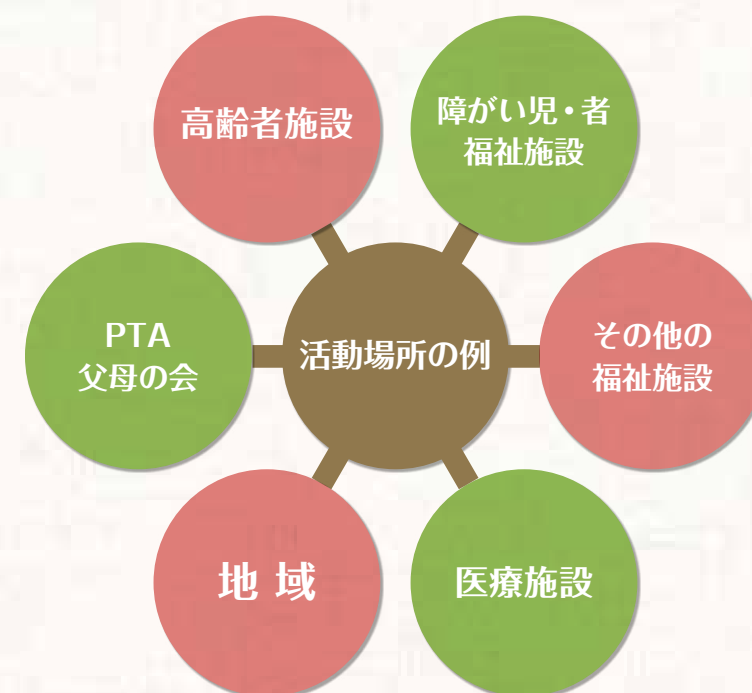 高齢者施設
障がい児・者
福祉施設
PTA
父母の会
活動場所の例
その他の
福祉施設
地 域
医療施設